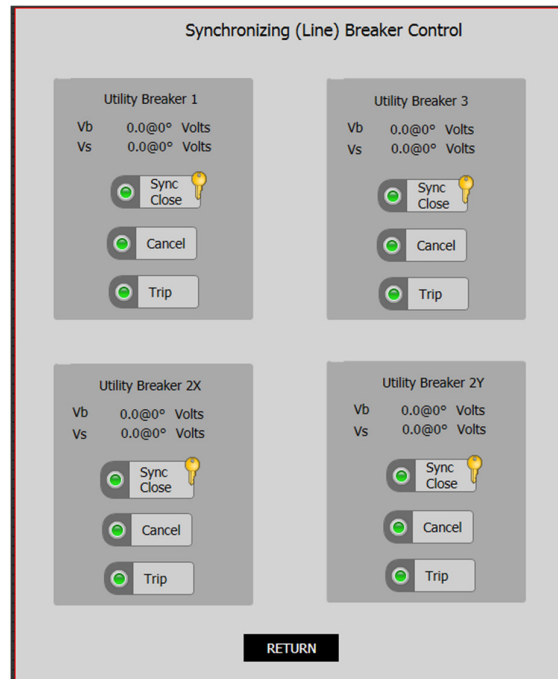 Synchronizing (Line) Breaker Control
Utility Breaker 1
Vb 0.0@0° Volts
Vs 0.0@0° Volts
Sync
Close
Cancel
Trip
Utility Breaker 3
Vb 0.0@0° Volts
Vs 0.0@0° Volts
Sync
Close
Cancel
Trip
Utility Breaker 2X
Vb 0.0@0° Volts
Vs 0.0@0° Volts
Sync
Close
Cancel
Trip
Utility Breaker 2Y
Vb 0.0@0° Volts
Vs 0.0@0° Volts
Sync
Close
Cancel
Trip
RETURN